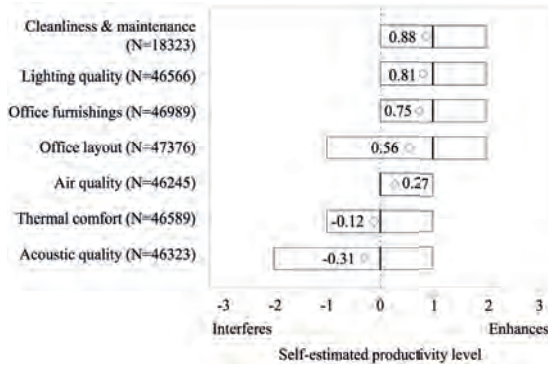 Cleanliness & maintenance
(N=18323)
0.88
Lighting quality (N=46566)
0.81
Office furnishings (N=46989)
0.75
Office layout (N=47376)
0.56
Air quality (N=46245)
0.27
Thermal comfort (N=46589)
-0.12
Acoustic quality (N=46323)
-0.31
-3 -2 -1 0 1 2 3
Interferes Enhances
Self-estimated productivity level